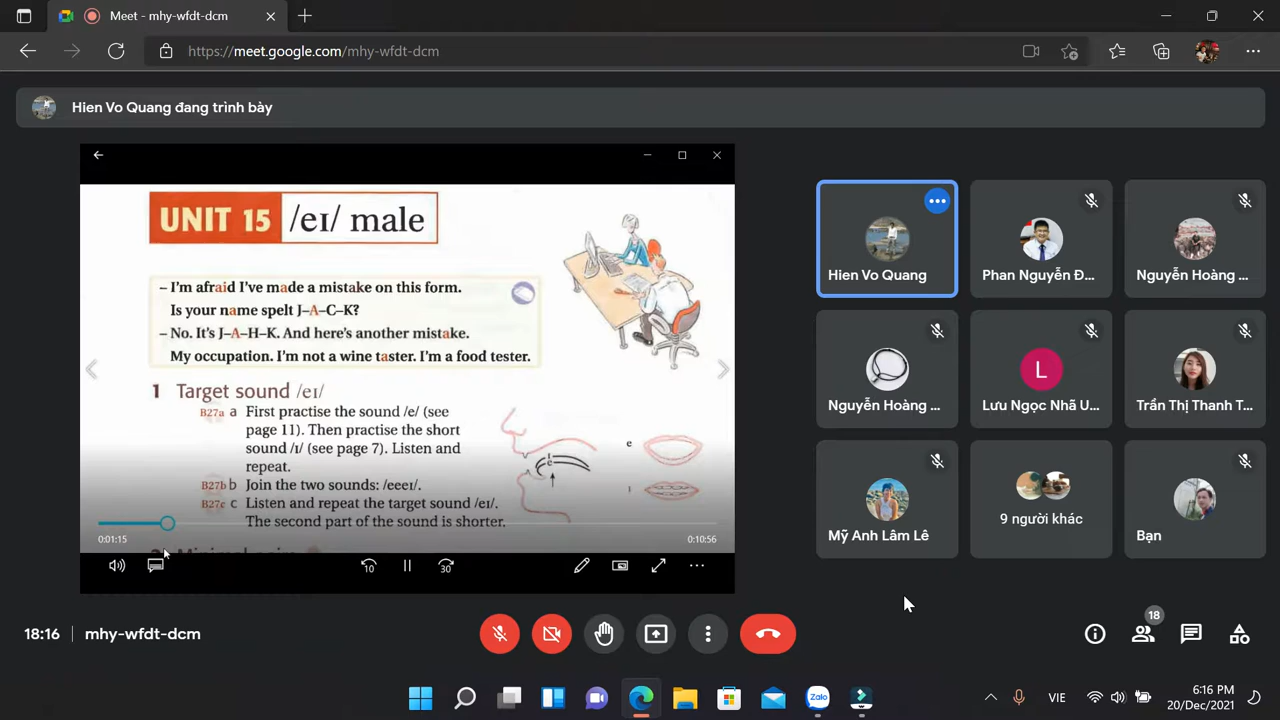 Meet - mhy-wfdt-dcm
https://meet.google.com/mhy-wfdt-dcm
Hien Vo Quang đang trình bày
UNIT 15 /eɪ/ male
– I'm afraid I've made a mistake on this form.
Is your name spelt J–A–C–K?
– No. It's J–A–H–K. And here's another mistake.
My occupation. I'm not a wine taster. I'm a food tester.
1 Target sound /eɪ/
B27a a First practise the sound /e/ (see
page 11). Then practise the short
sound /ɪ/ (see page 7). Listen and
repeat.
B27b b Join the two sounds: /eeeɪ/.
B27c c Listen and repeat the target sound /eɪ/.
The second part of the sound is shorter.
e
0:01:15
0:10:56
10
30
Hien Vo Quang
Phan Nguyễn Đ...
Nguyễn Hoàng ...
Nguyễn Hoàng ...
L
Lưu Ngọc Nhã U...
Trần Thị Thanh T...
Mỹ Anh Lâm Lê
9 người khác
Bạn
18:16
mhy-wfdt-dcm
18
Zalo
VIE
6:16 PM
20/Dec/2021